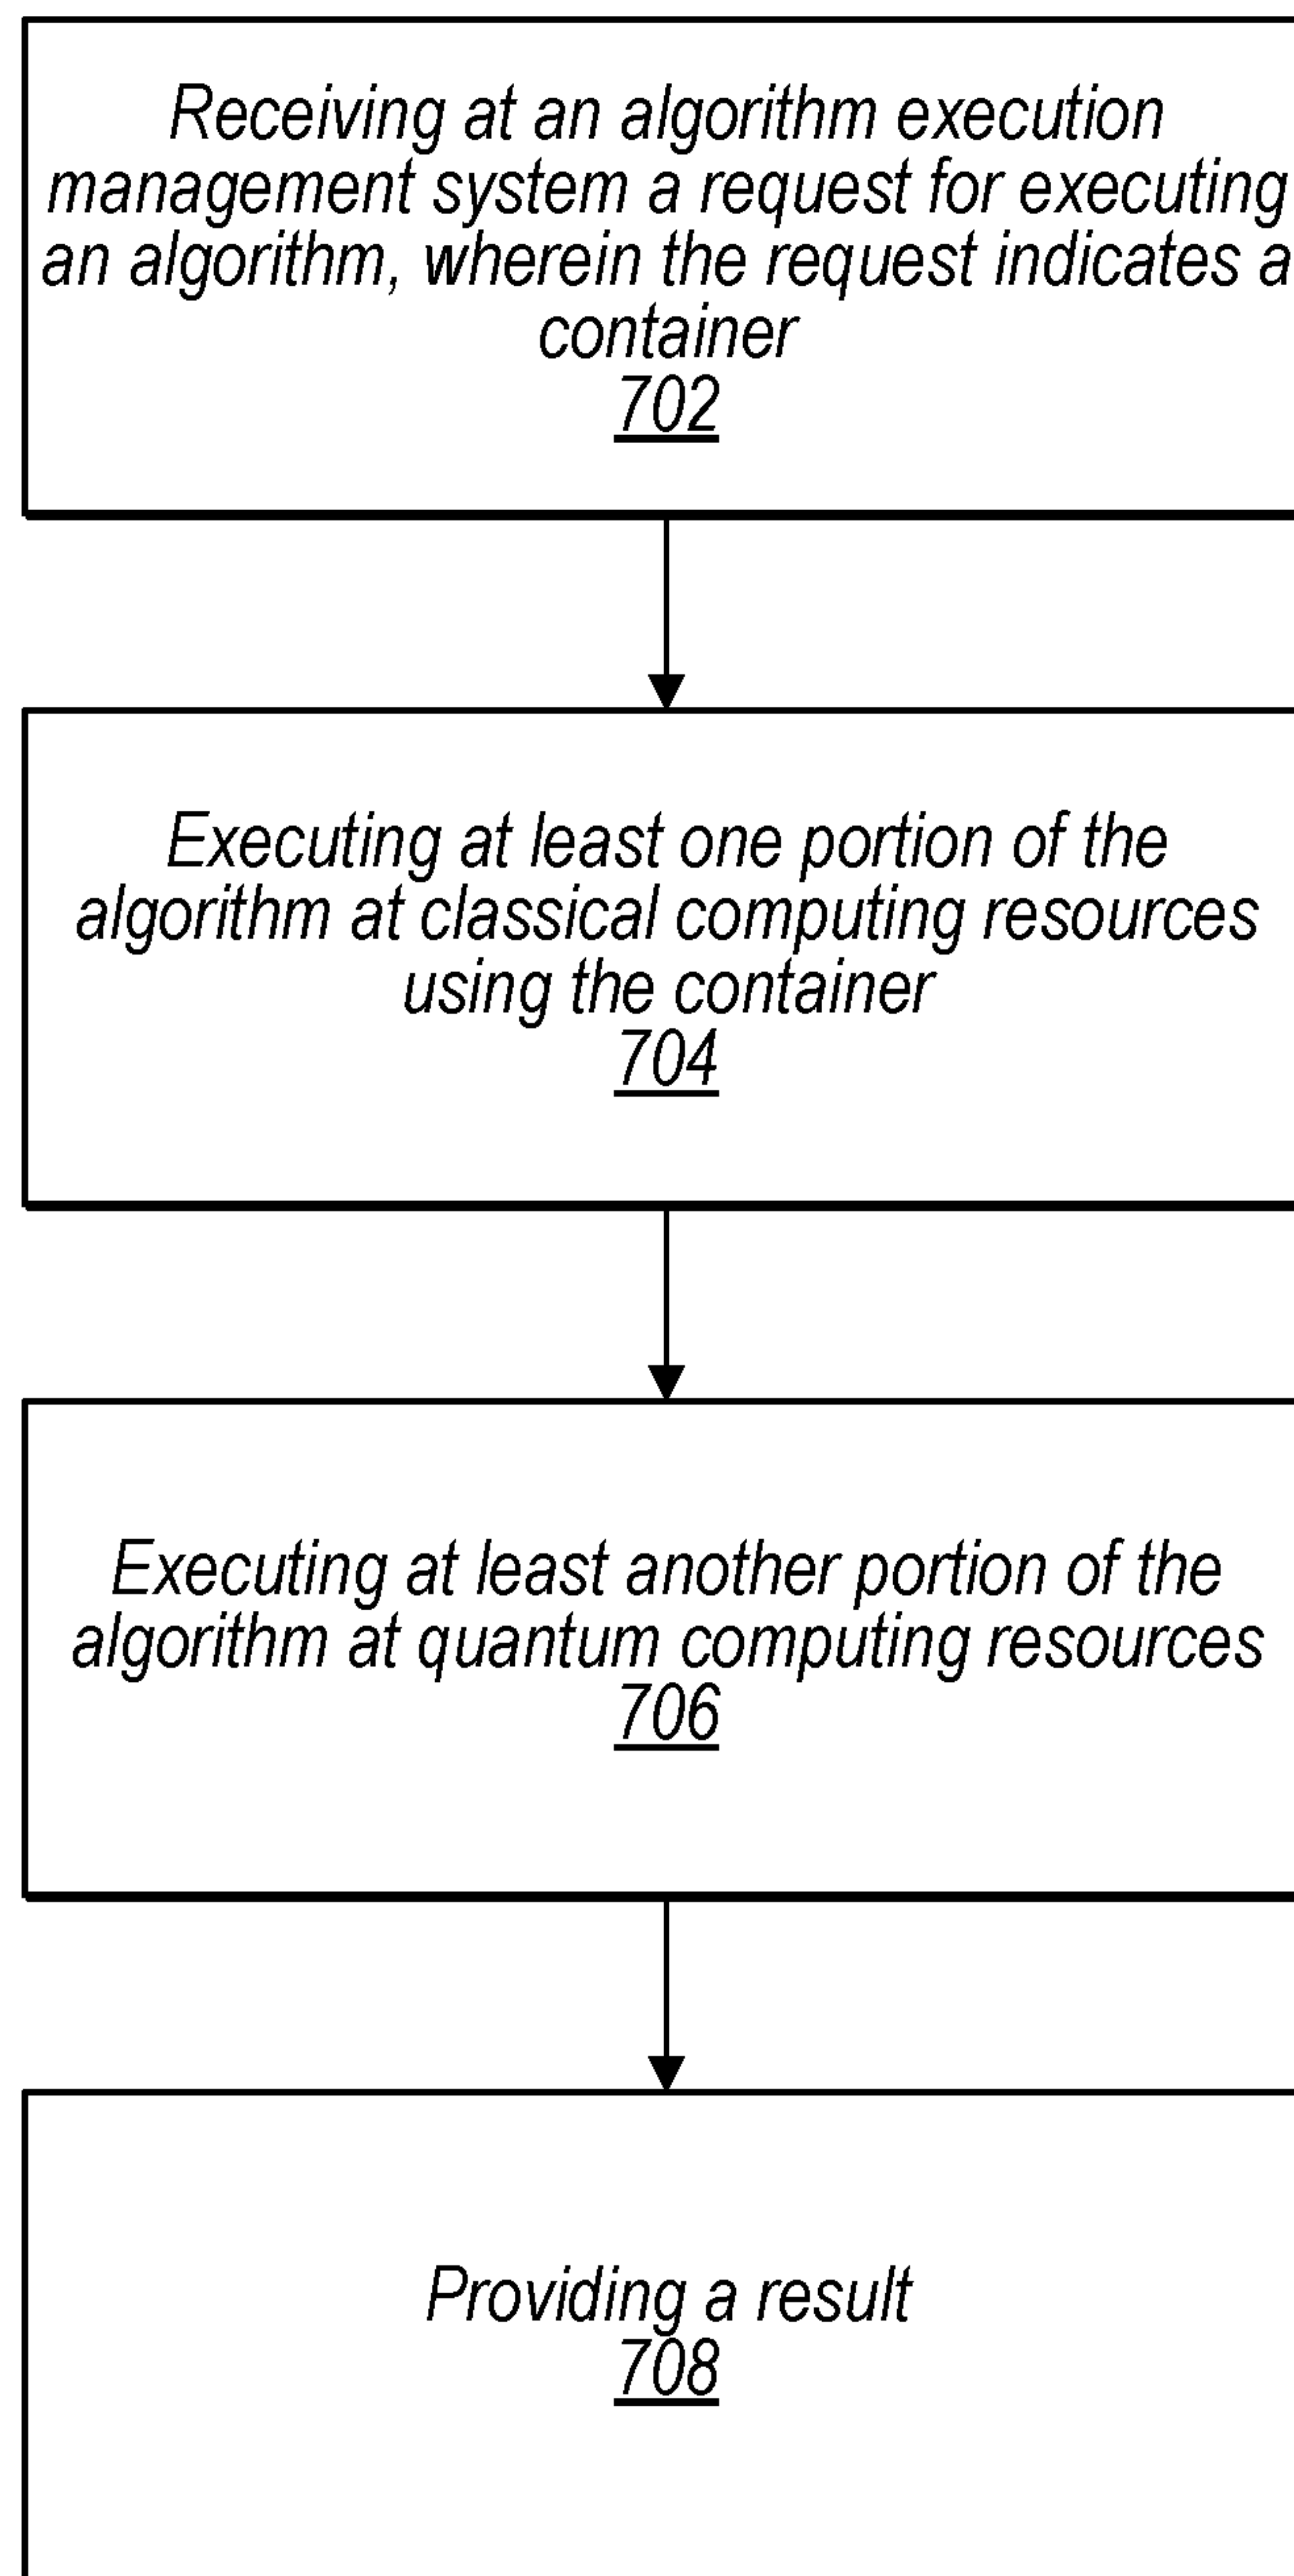 Receiving at an algorithm execution
management system a request for executing
an algorithm, wherein the request indicates a
container
702
Executing at least one portion of the
algorithm at classical computing resources
using the container
704
Executing at least another portion of the
algorithm at quantum computing resources
706
Providing a result
708